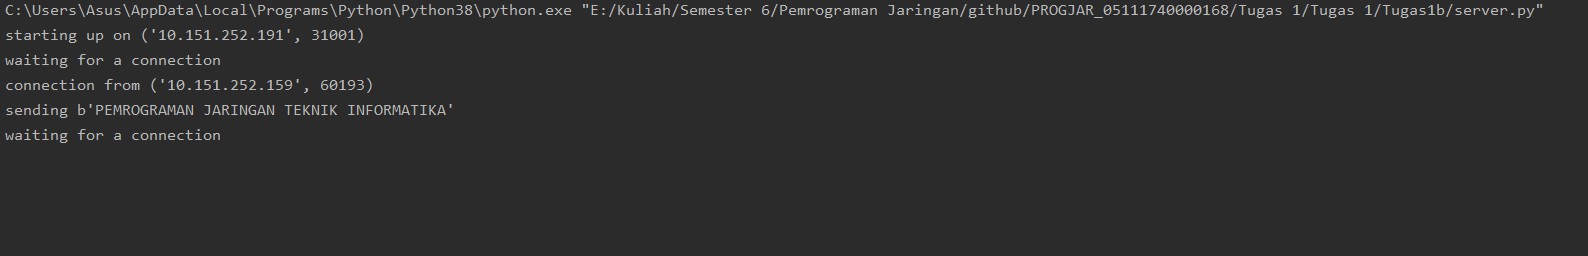 C:\Users\Asus\AppData\Local\Programs\Python\Python38\python.exe "E:/Kuliah/Semester 6/Pemrograman Jaringan/github/PROGJAR_05111740000168/Tugas 1/Tugas 1/Tugas1b/server.py"
starting up on ('10.151.252.191', 31001)
waiting for a connection
connection from ('10.151.252.159', 60193)
sending b'PEMROGRAMAN JARINGAN TEKNIK INFORMATIKA'
waiting for a connection